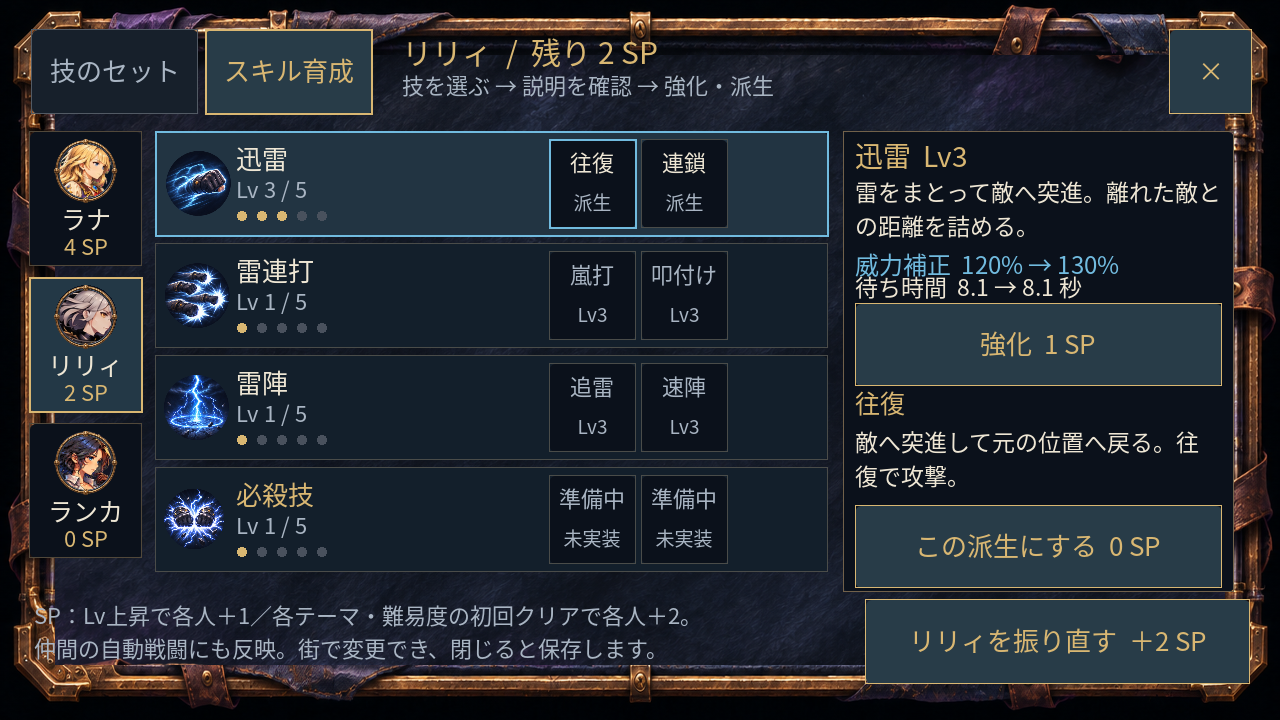 技のセット
スキル育成
リリィ / 残り 2 SP
技を選ぶ → 説明を確認 → 強化・派生
×
ラナ
4 SP
リリィ
2 SP
ランカ
0 SP
迅雷
Lv 3 / 5
往復
派生
連鎖
派生
雷連打
Lv 1 / 5
嵐打
Lv3
叩付け
Lv3
雷陣
Lv 1 / 5
追雷
Lv3
速陣
Lv3
必殺技
Lv 1 / 5
準備中
未実装
準備中
未実装
迅雷 Lv3
雷をまとって敵へ突進。離れた敵と
の距離を詰める。
威力補正 120% → 130%
待ち時間 8.1 → 8.1 秒
強化 1 SP
往復
敵へ突進して元の位置へ戻る。往
復で攻撃。
この派生にする 0 SP
SP：Lv上昇で各人＋1／各テーマ・難易度の初回クリアで各人＋2。
仲間の自動戦闘にも反映。街で変更でき、閉じると保存します。
リリィを振り直す ＋2 SP